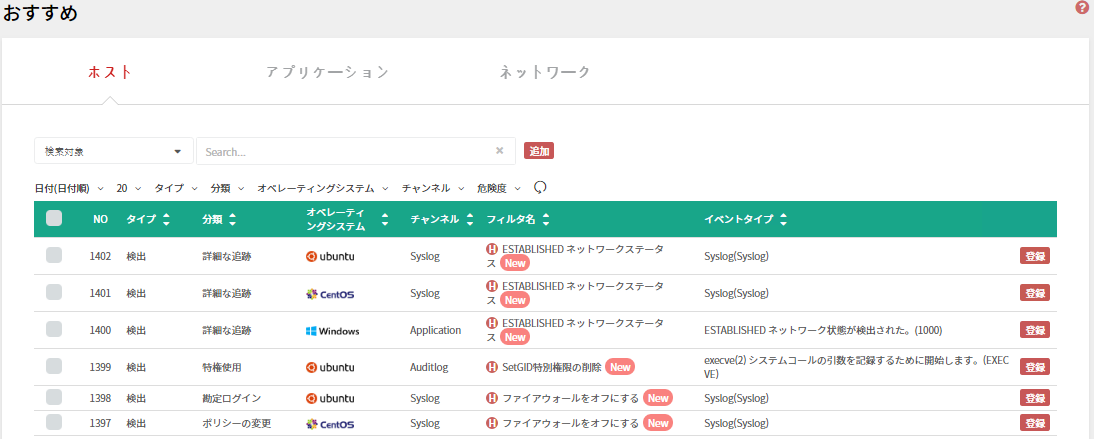 おすすめ
?
ホスト アプリケーション ネットワーク
検索対象 Search... × 追加
日付(日付順) 20 タイプ 分類 オペレーティングシステム チャンネル 危険度
NO タイプ 分類 オペレーティングシステム チャンネル フィルタ名 イベントタイプ
1402 検出 詳細な追跡 ubuntu Syslog H ESTABLISHED ネットワークステータス New Syslog(Syslog) 登録
1401 検出 詳細な追跡 CentOS Syslog H ESTABLISHED ネットワークステータス New Syslog(Syslog) 登録
1400 検出 詳細な追跡 Windows Application H ESTABLISHED ネットワークステータス New ESTABLISHED ネットワーク状態が検出された。(1000) 登録
1399 検出 特権使用 ubuntu Auditlog H SetGID特別権限の削除 New execve(2) システムコールの引数を記録するために開始します。(EXECVE) 登録
1398 検出 勘定ログイン ubuntu Syslog H ファイアウォールをオフにする New Syslog(Syslog) 登録
1397 検出 ポリシーの変更 CentOS Syslog H ファイアウォールをオフにする New Syslog(Syslog) 登録